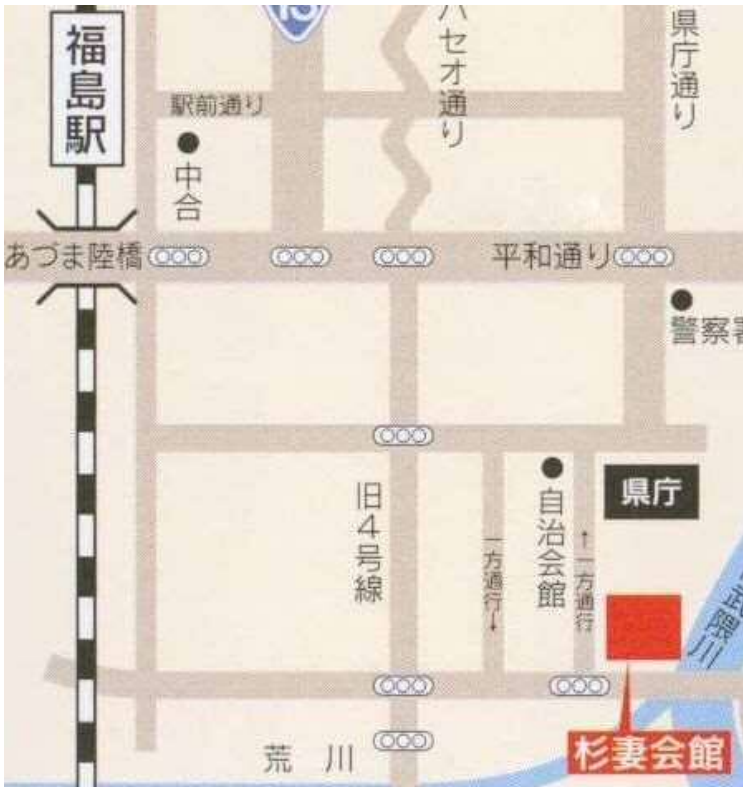 13
福島駅
パセオ通り
県庁通り
駅前通り
中合
あづま陸橋
平和通り
警察署
旧4号線
一方通行↓
自治会館
↑一方通行
県庁
武隈川
荒川
杉妻会館